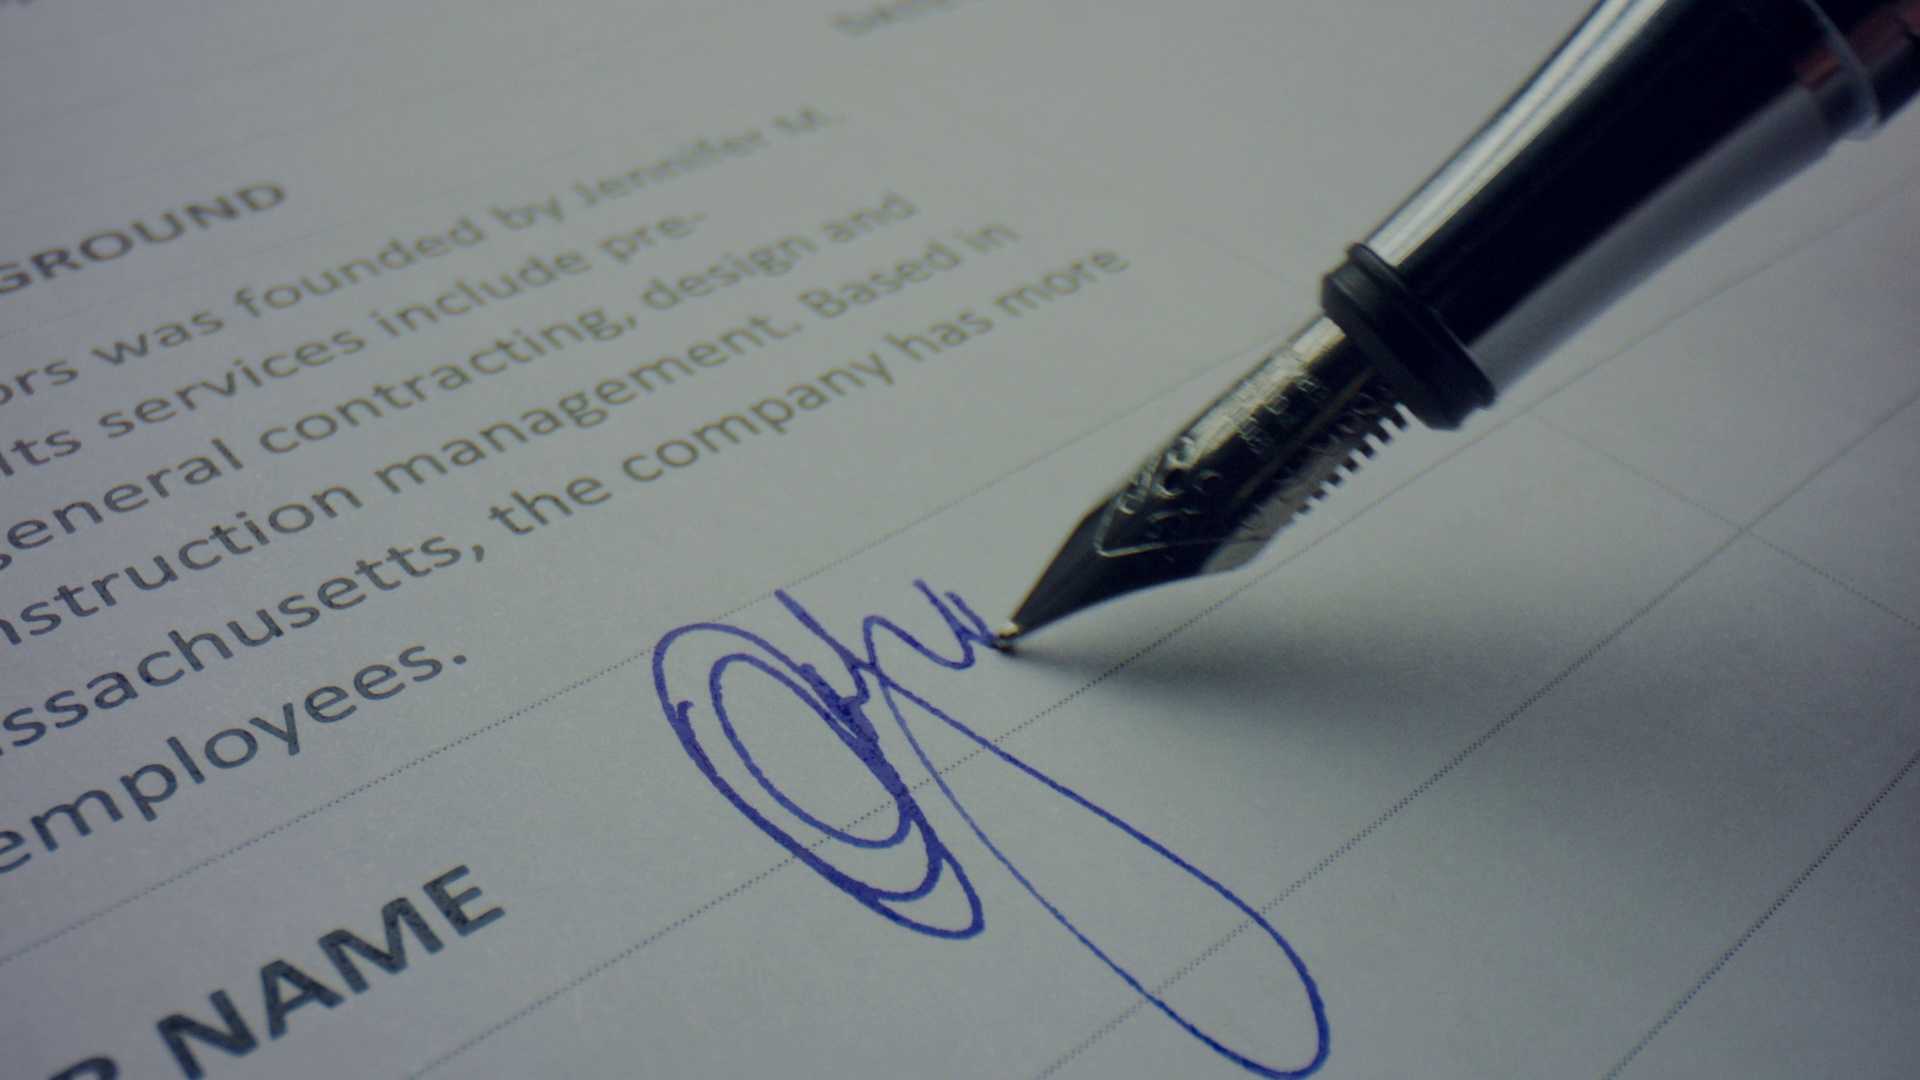 GROUND
ors was founded by Jennifer M.
Its services include pre-
general contracting, design and
nstruction management. Based in
ssachusetts, the company has more
employees.
R NAME